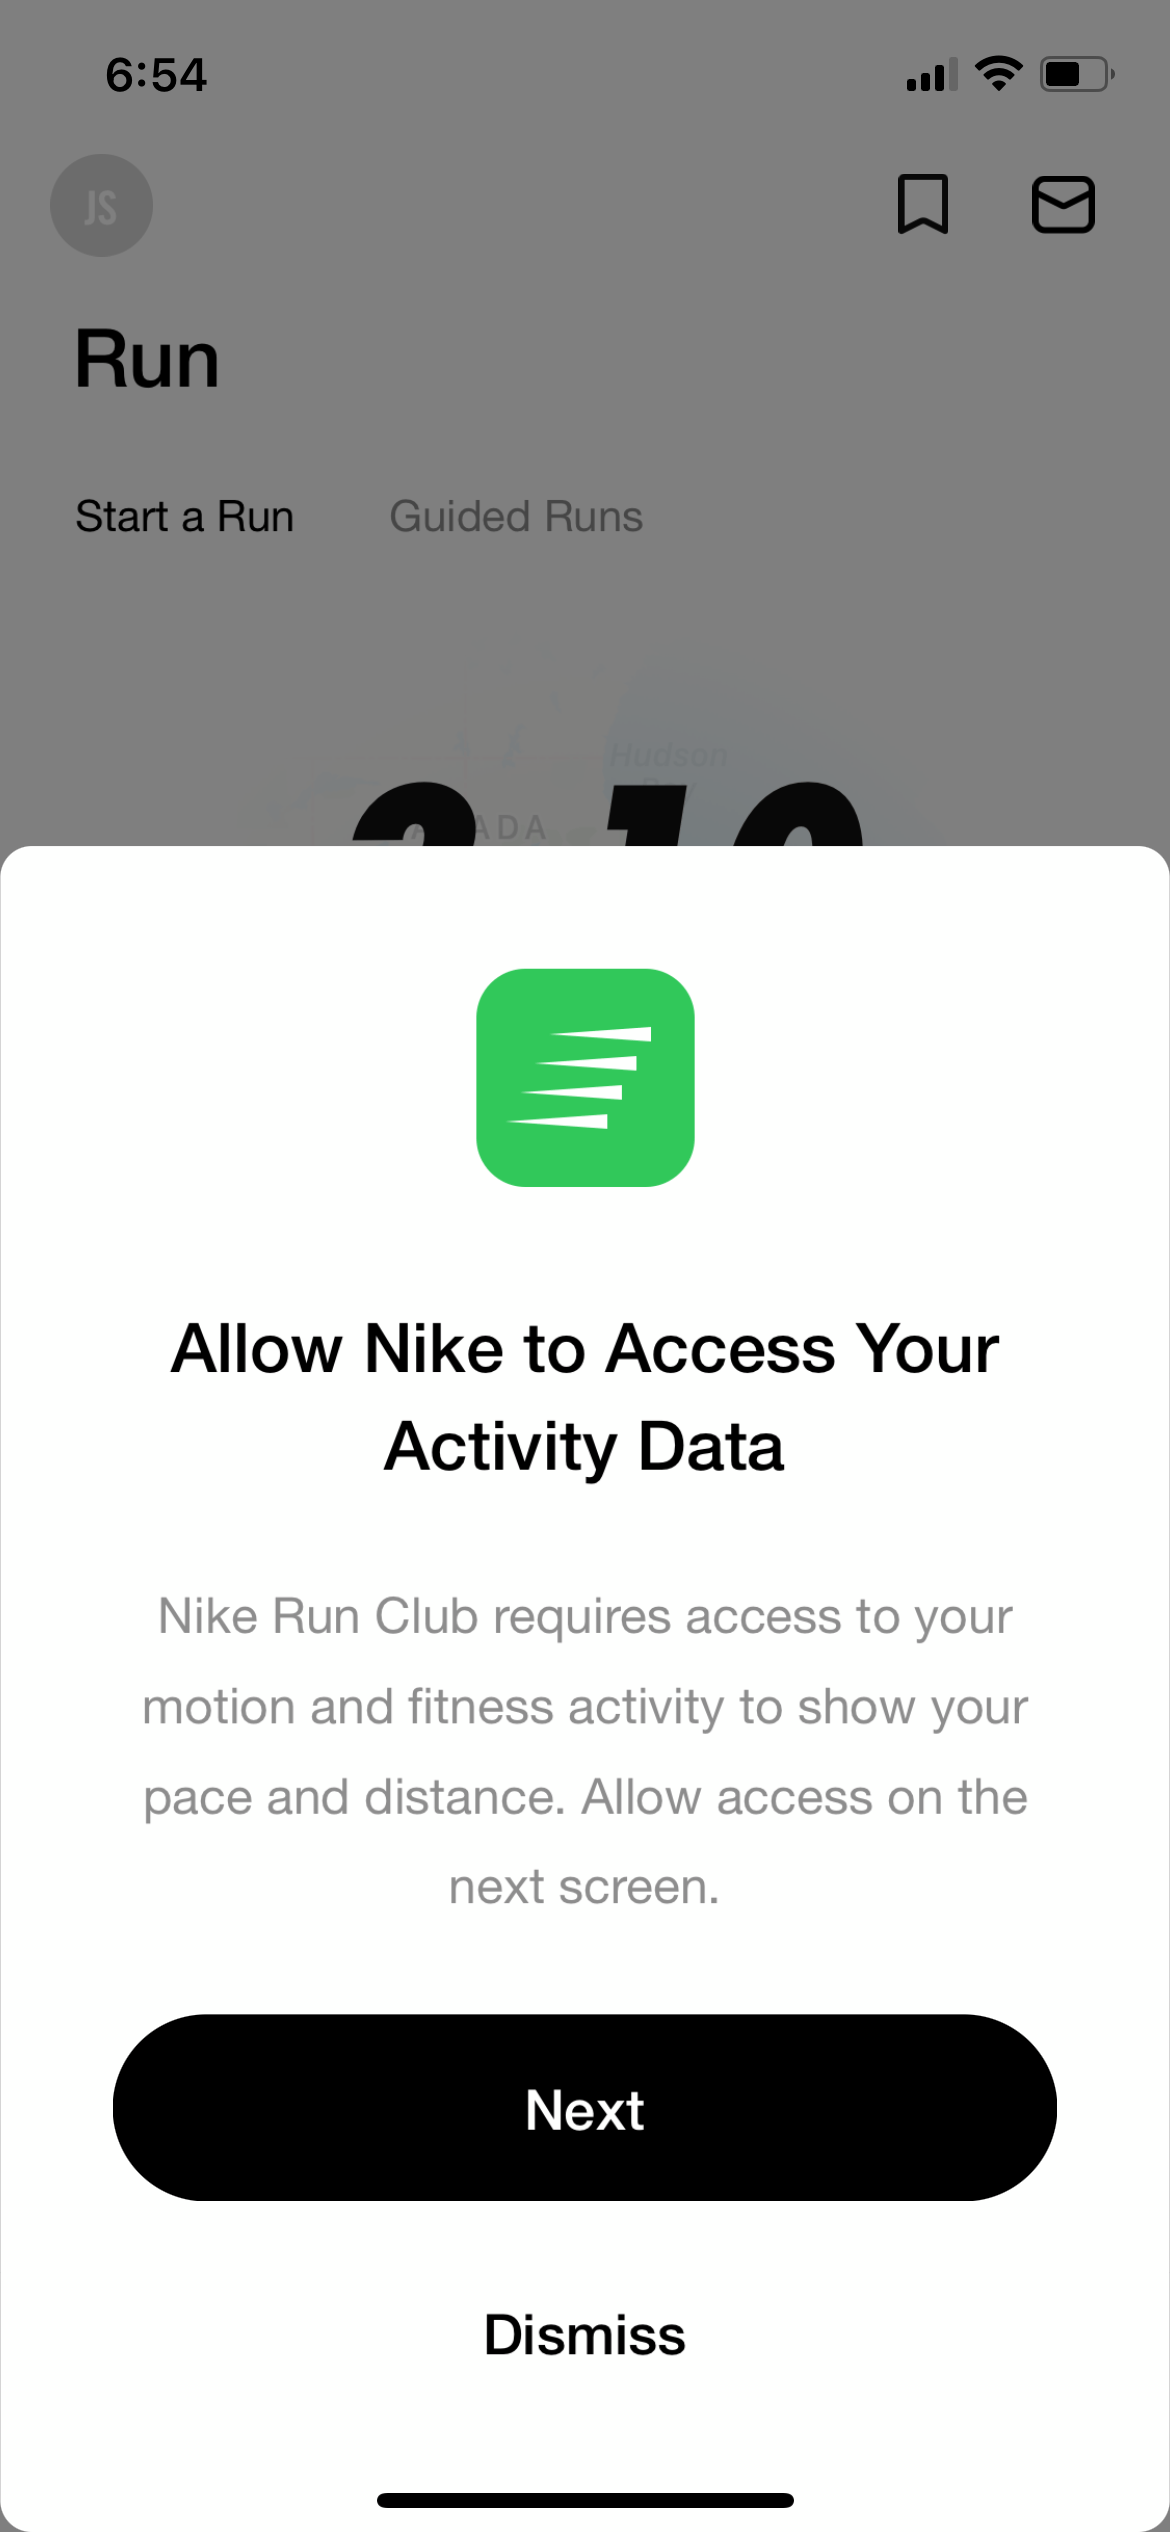 6:54
JS
Run
Start a Run Guided Runs
Hudson
Allow Nike to Access Your
Activity Data
Nike Run Club requires access to your
motion and fitness activity to show your
pace and distance. Allow access on the
next screen.
Next
Dismiss